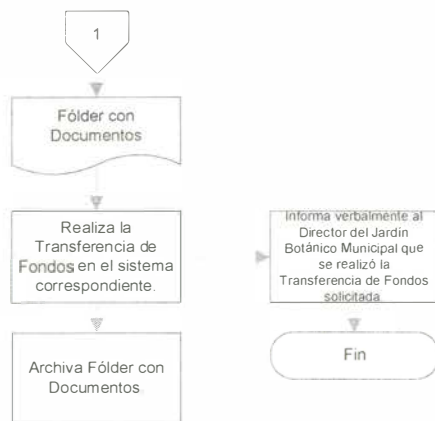 1
Fólder con
Documentos
Realiza la
Transferencia de
Fondos en el sistema
correspondiente.
Informa verbalmente al
Director del Jardín
Botánico Municipal que
se realizó la
Transferencia de Fondos
solicitada
Archiva Fólder con
Documentos
Fin